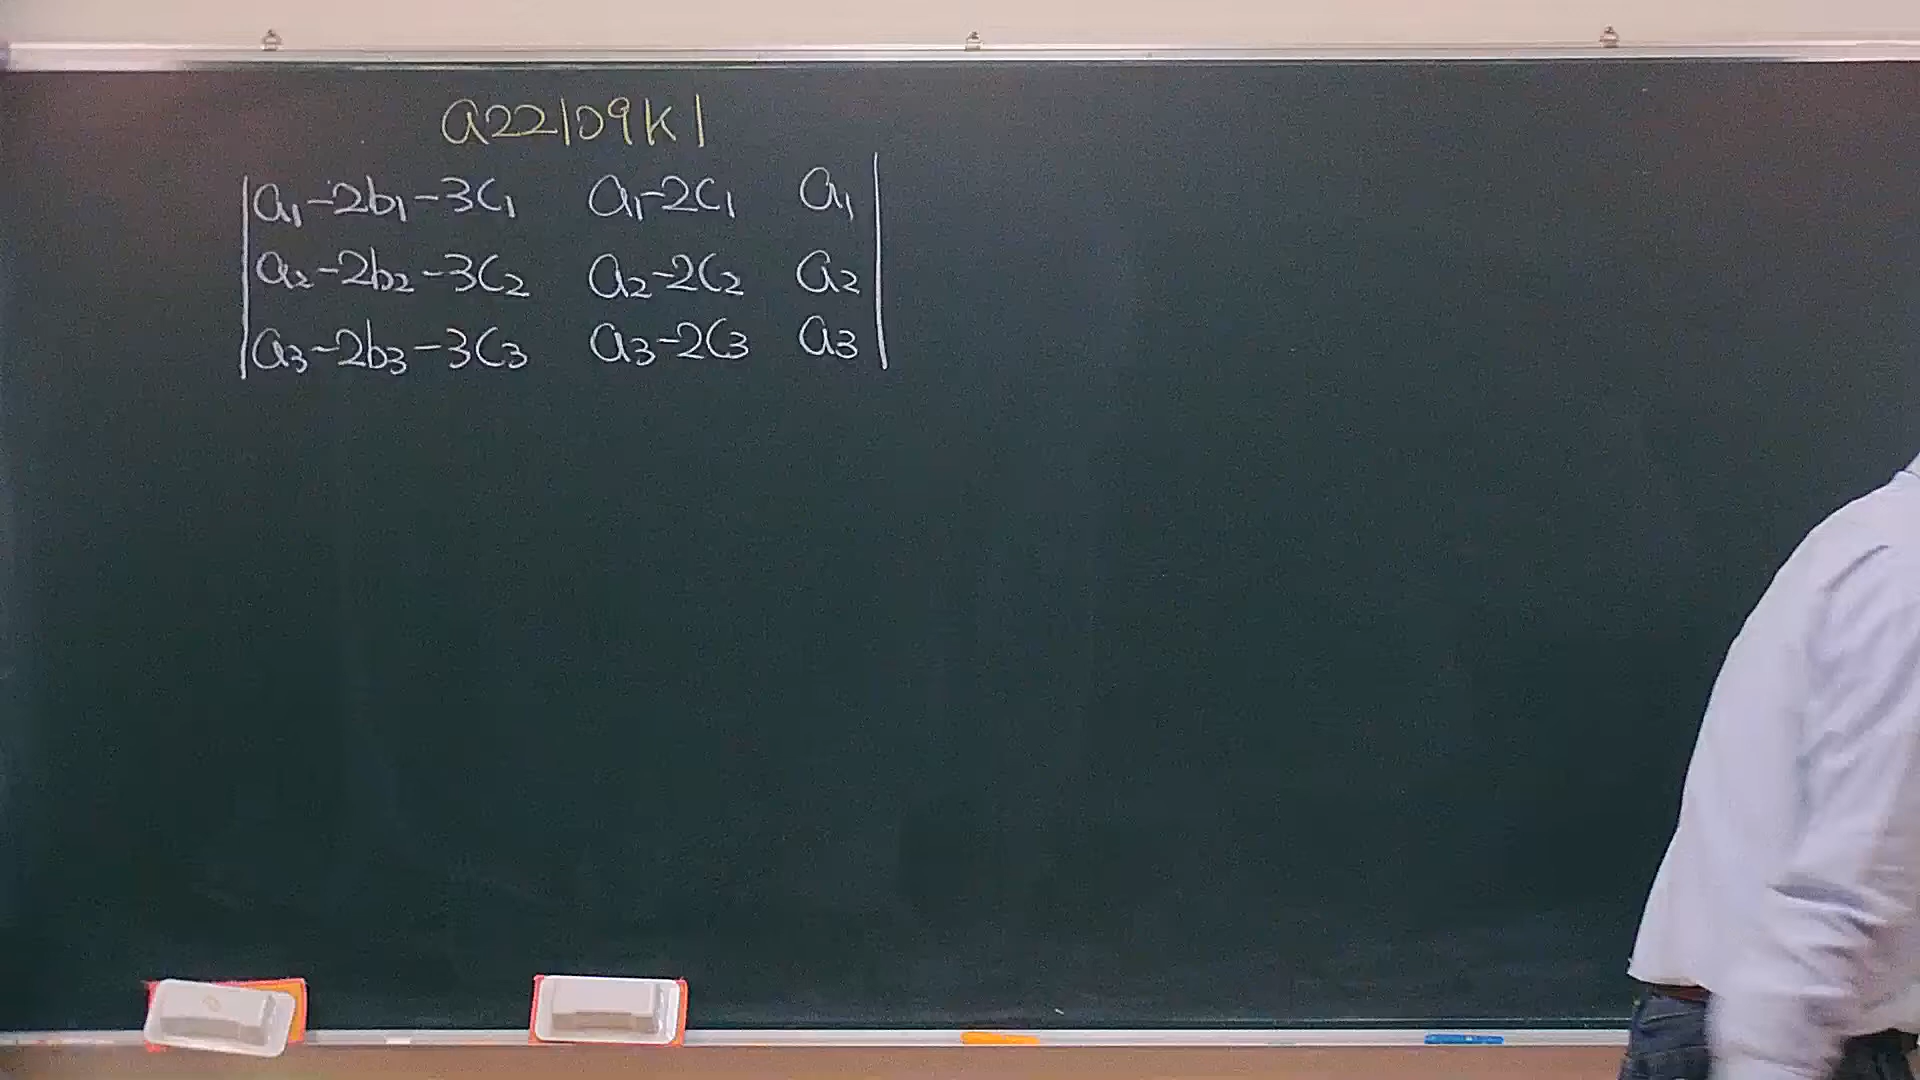 a22109k1
|a₁-2b₁-3c₁ a₁-2c₁ a₁|
|a₂-2b₂-3c₂ a₂-2c₂ a₂|
|a₃-2b₃-3c₃ a₃-2c₃ a₃|